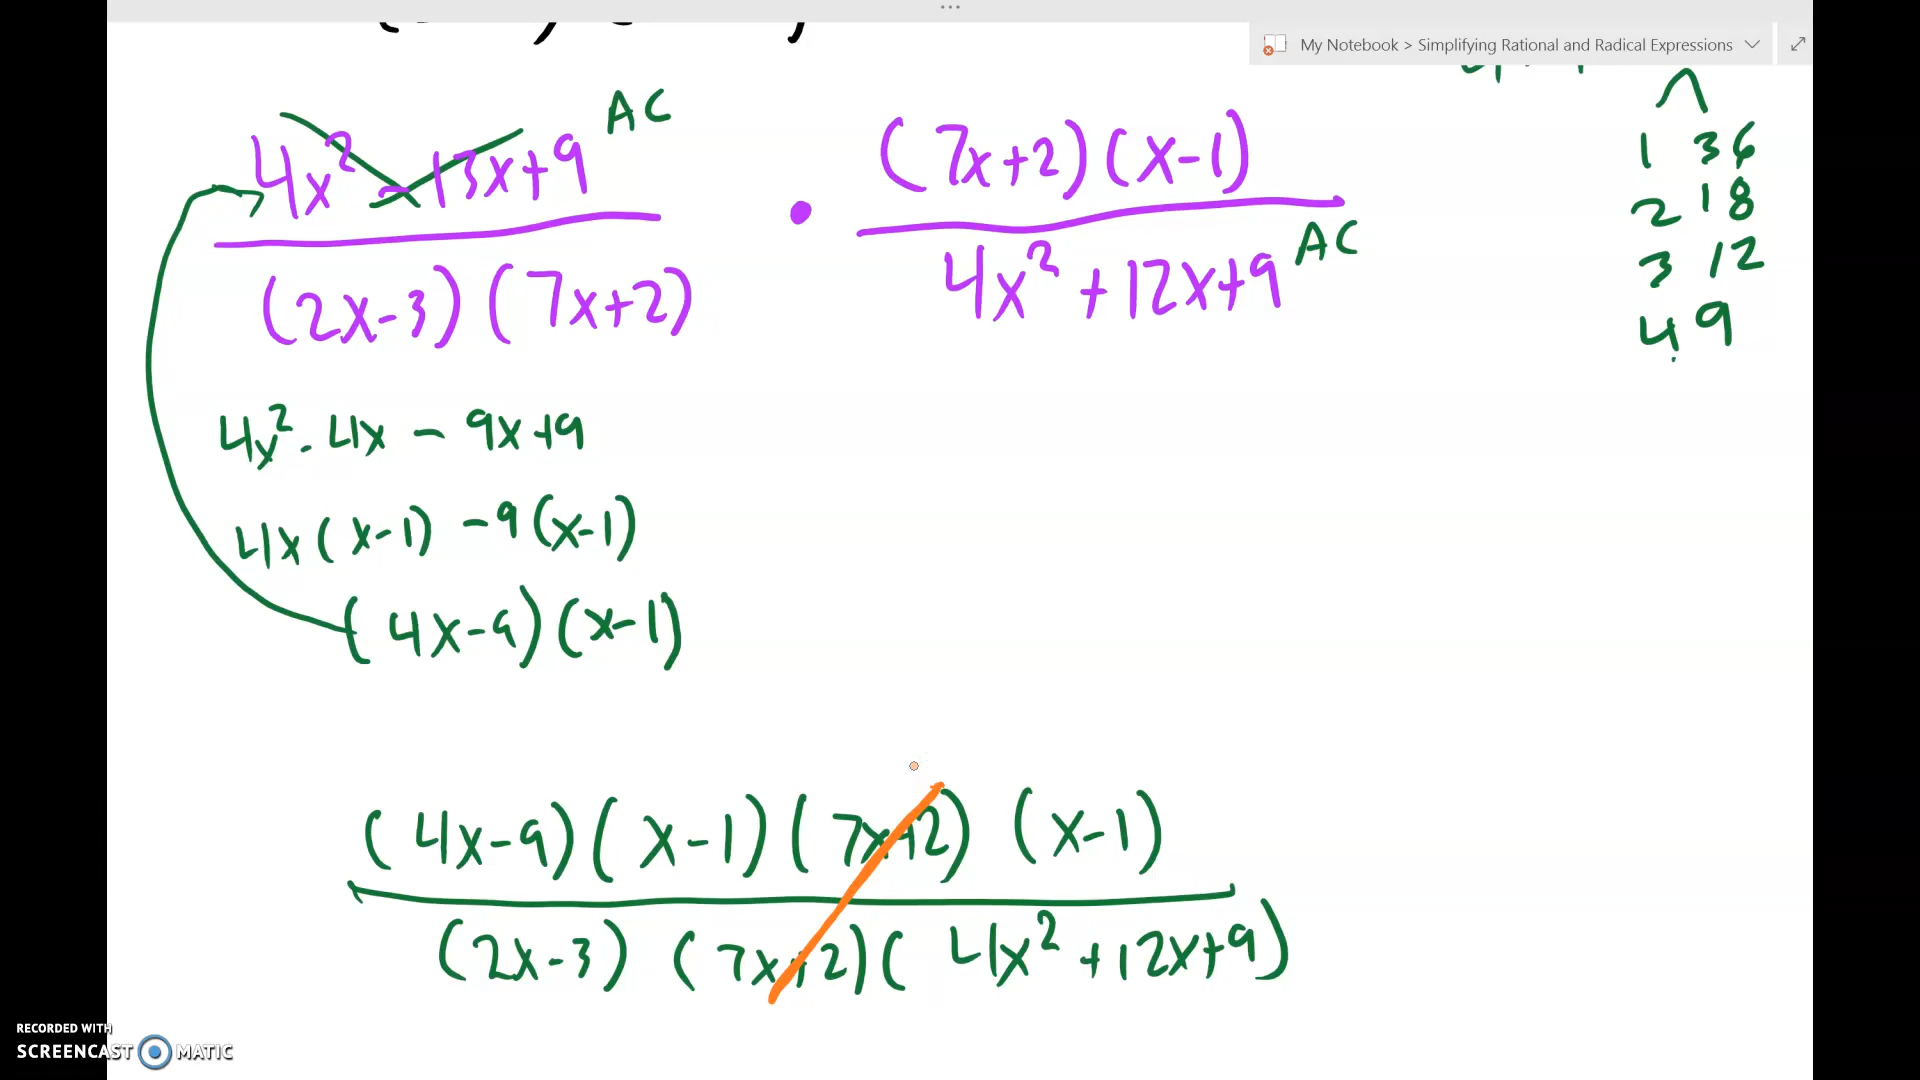 My Notebook > Simplifying Rational and Radical Expressions
4x² - 13x+9 AC
(7x+2)(x-1)
(2x-3)(7x+2)
4x² +12x+9 AC
1 36
2 18
3 12
4 9
4x² - 4x - 9x+9
4x(x-1) -9(x-1)
(4x-9)(x-1)
(4x-9)(x-1)(7x+2)(x-1)
(2x-3)(7x+2)(4x²+12x+9)
RECORDED WITH
SCREENCAST MATIC